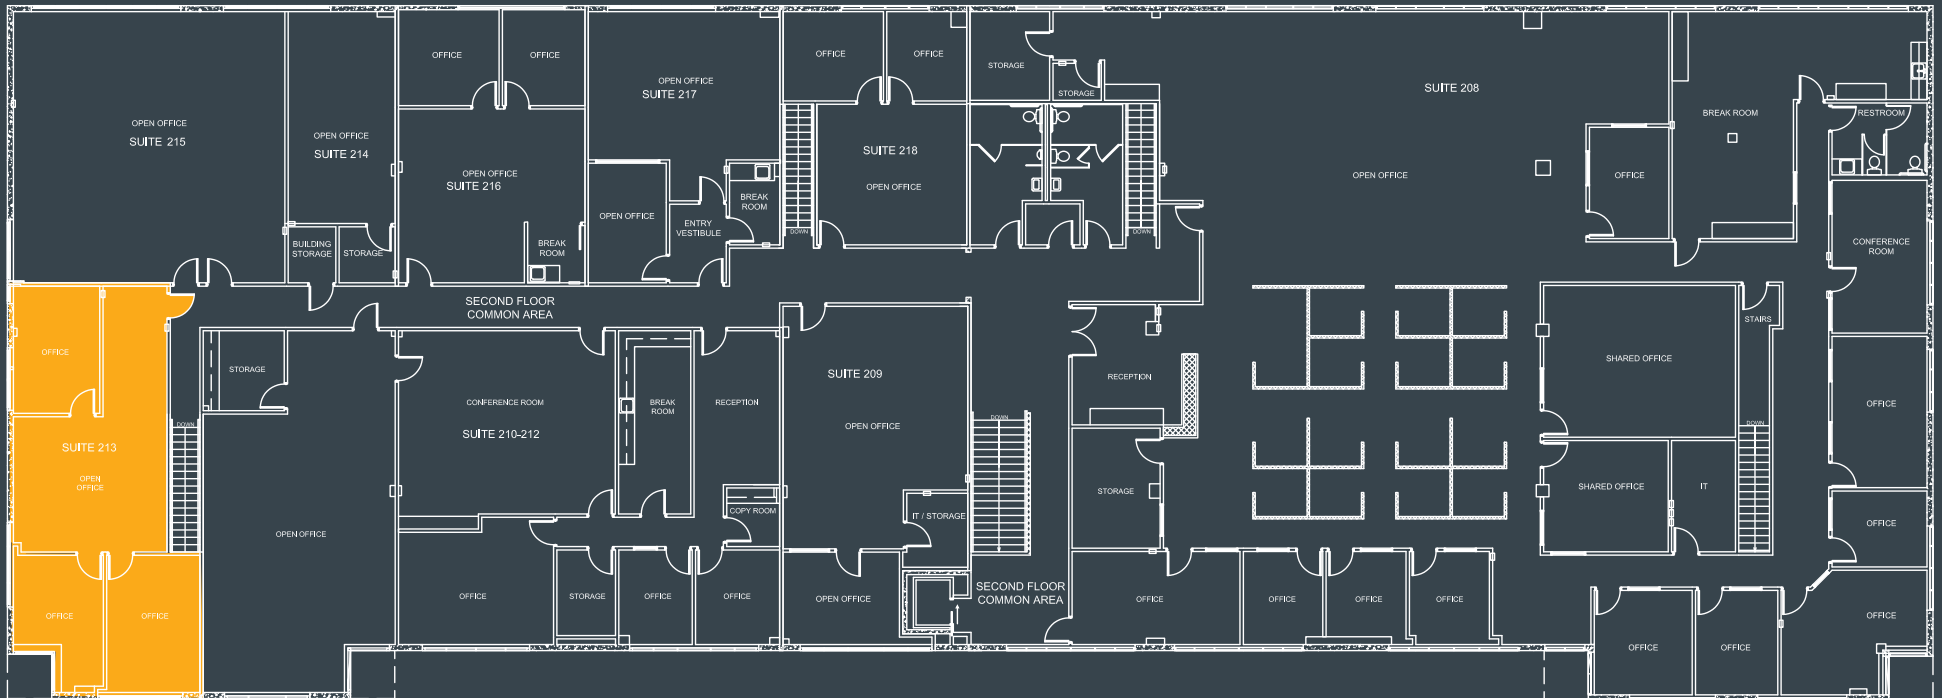 OPEN OFFICE
SUITE 215
OPEN OFFICE
SUITE 214
BUILDING
STORAGE
STORAGE
OFFICE
OFFICE
OPEN OFFICE
SUITE 216
BREAK
ROOM
OPEN OFFICE
SUITE 217
OPEN OFFICE
ENTRY
VESTIBULE
BREAK
ROOM
DOWN
OFFICE
OFFICE
SUITE 218
OPEN OFFICE
STORAGE
STORAGE
DOWN
SUITE 208
OPEN OFFICE
OFFICE
BREAK ROOM
RESTROOM
CONFERENCE
ROOM
SECOND FLOOR
COMMON AREA
OFFICE
SUITE 213
OPEN
OFFICE
OFFICE
OFFICE
DOWN
STORAGE
OPEN OFFICE
CONFERENCE ROOM
SUITE 210-212
BREAK
ROOM
RECEPTION
COPY ROOM
OFFICE
STORAGE
OFFICE
OFFICE
SUITE 209
OPEN OFFICE
IT / STORAGE
OPEN OFFICE
DOWN
SECOND FLOOR
COMMON AREA
RECEPTION
STORAGE
OFFICE
OFFICE
OFFICE
OFFICE
SHARED OFFICE
SHARED OFFICE
IT
STAIRS
DOWN
OFFICE
OFFICE
OFFICE
OFFICE
OFFICE